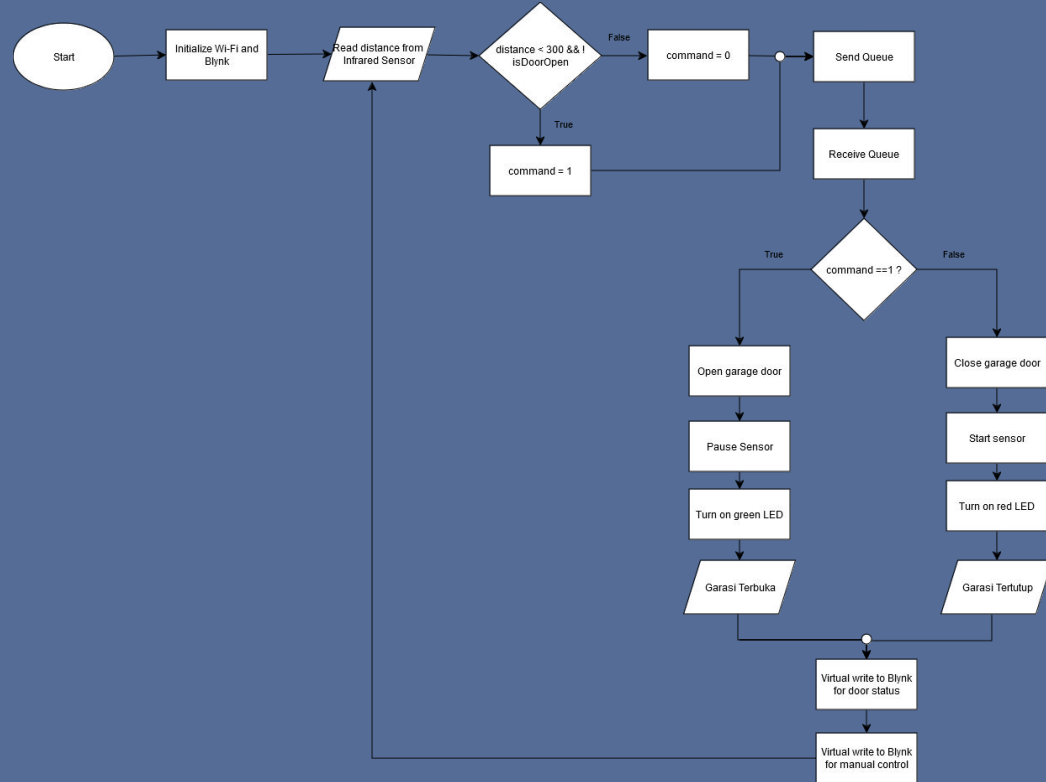 Start
Initialize Wi-Fi and
Blynk
Read distance from
Infrared Sensor
distance < 300 && !
isDoorOpen
False
command = 0
Send Queue
True
command = 1
Receive Queue
command ==1 ?
True
False
Open garage door
Close garage door
Pause Sensor
Start sensor
Turn on green LED
Turn on red LED
Garasi Terbuka
Garasi Tertutup
Virtual write to Blynk
for door status
Virtual write to Blynk
for manual control